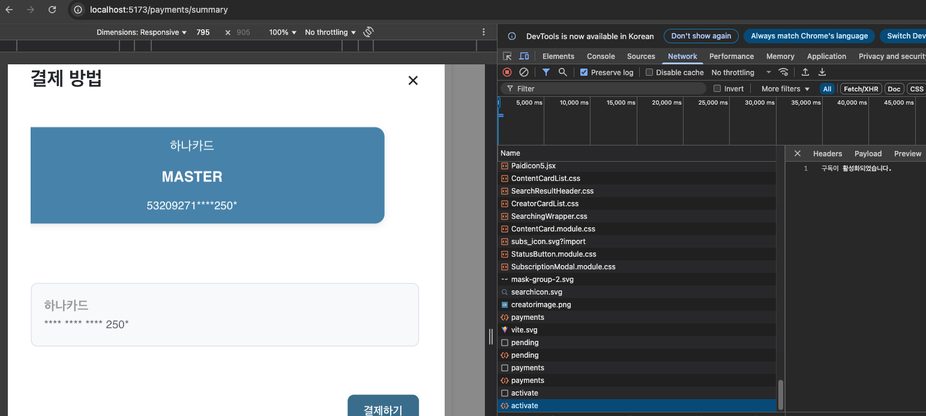 localhost:5173/payments/summary
Dimensions: Responsive 795 × 905 100% No throttling
DevTools is now available in Korean Don't show again Always match Chrome's language Switch Dev
Elements Console Sources Network Performance Memory Application Privacy and security
Preserve log Disable cache No throttling
Filter Invert More filters All Fetch/XHR Doc CSS
5,000 ms 10,000 ms 15,000 ms 20,000 ms 25,000 ms 30,000 ms 35,000 ms 40,000 ms 45,000 ms
결제 방법
하나카드
MASTER
53209271****250*
하나카드
**** **** **** 250*
결제하기
Name
Paidicon5.jsx
ContentCardList.css
SearchResultHeader.css
CreatorCardList.css
SearchingWrapper.css
ContentCard.module.css
subs_icon.svg?import
StatusButton.module.css
SubscriptionModal.module.css
mask-group-2.svg
searchicon.svg
creatorimage.png
payments
vite.svg
pending
pending
payments
payments
activate
activate
Headers Payload Preview
1 구독이 활성화되었습니다.